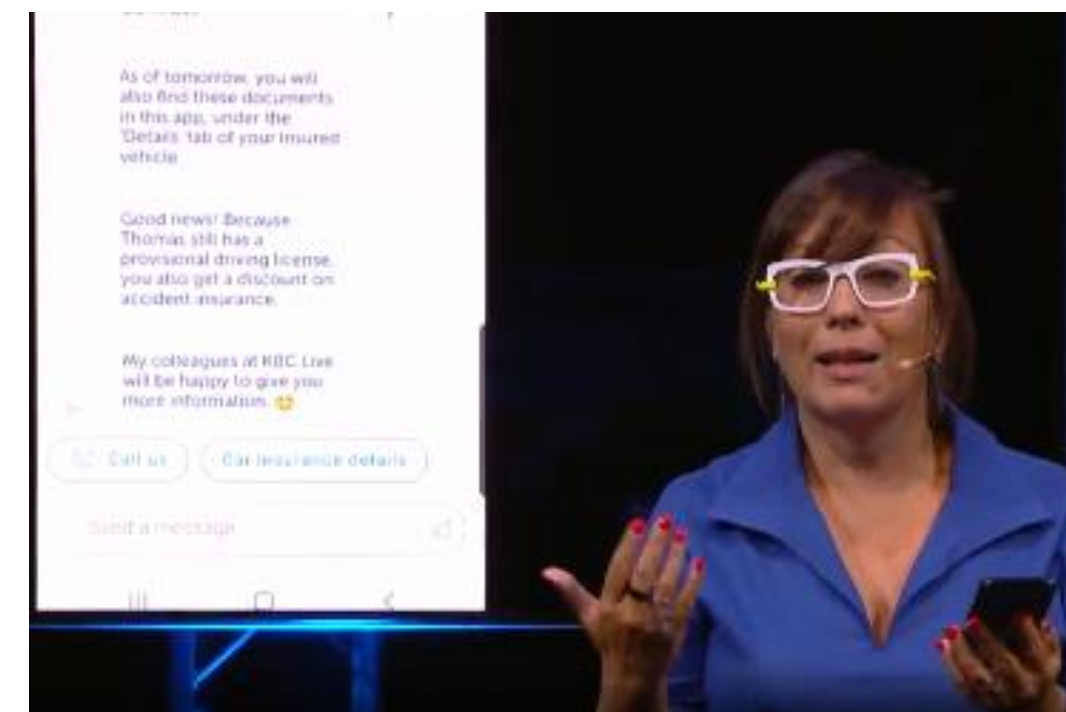 As of tomorrow, you will
also find these documents
in this app, under the
'Details' tab of your insured
vehicle.
Good news! Because
Thomas still has a
provisional driving license,
you also get a discount on
accident insurance.
My colleagues at KBC Live
will be happy to give you
more information. 😊
Call us
Car insurance details
Send a message